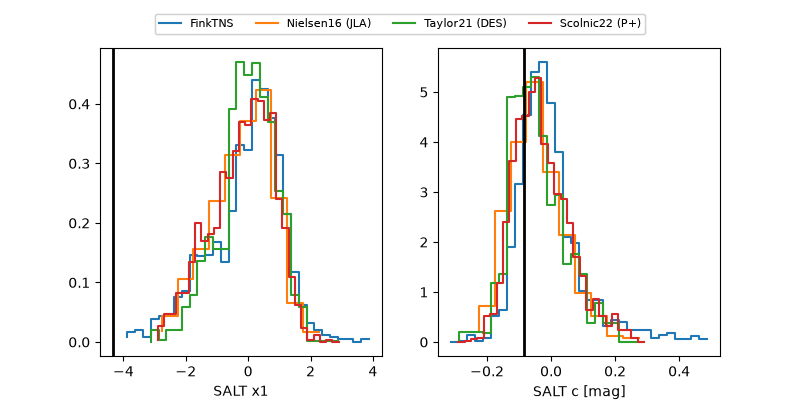 FinkTNS Nielsen16 (JLA) Taylor21 (DES) Scolnic22 (P+)
0.4
0.3
0.2
0.1
0.0
−4 −2 0 2 4
SALT x1
5
4
3
2
1
0
−0.2 0.0 0.2 0.4
SALT c [mag]